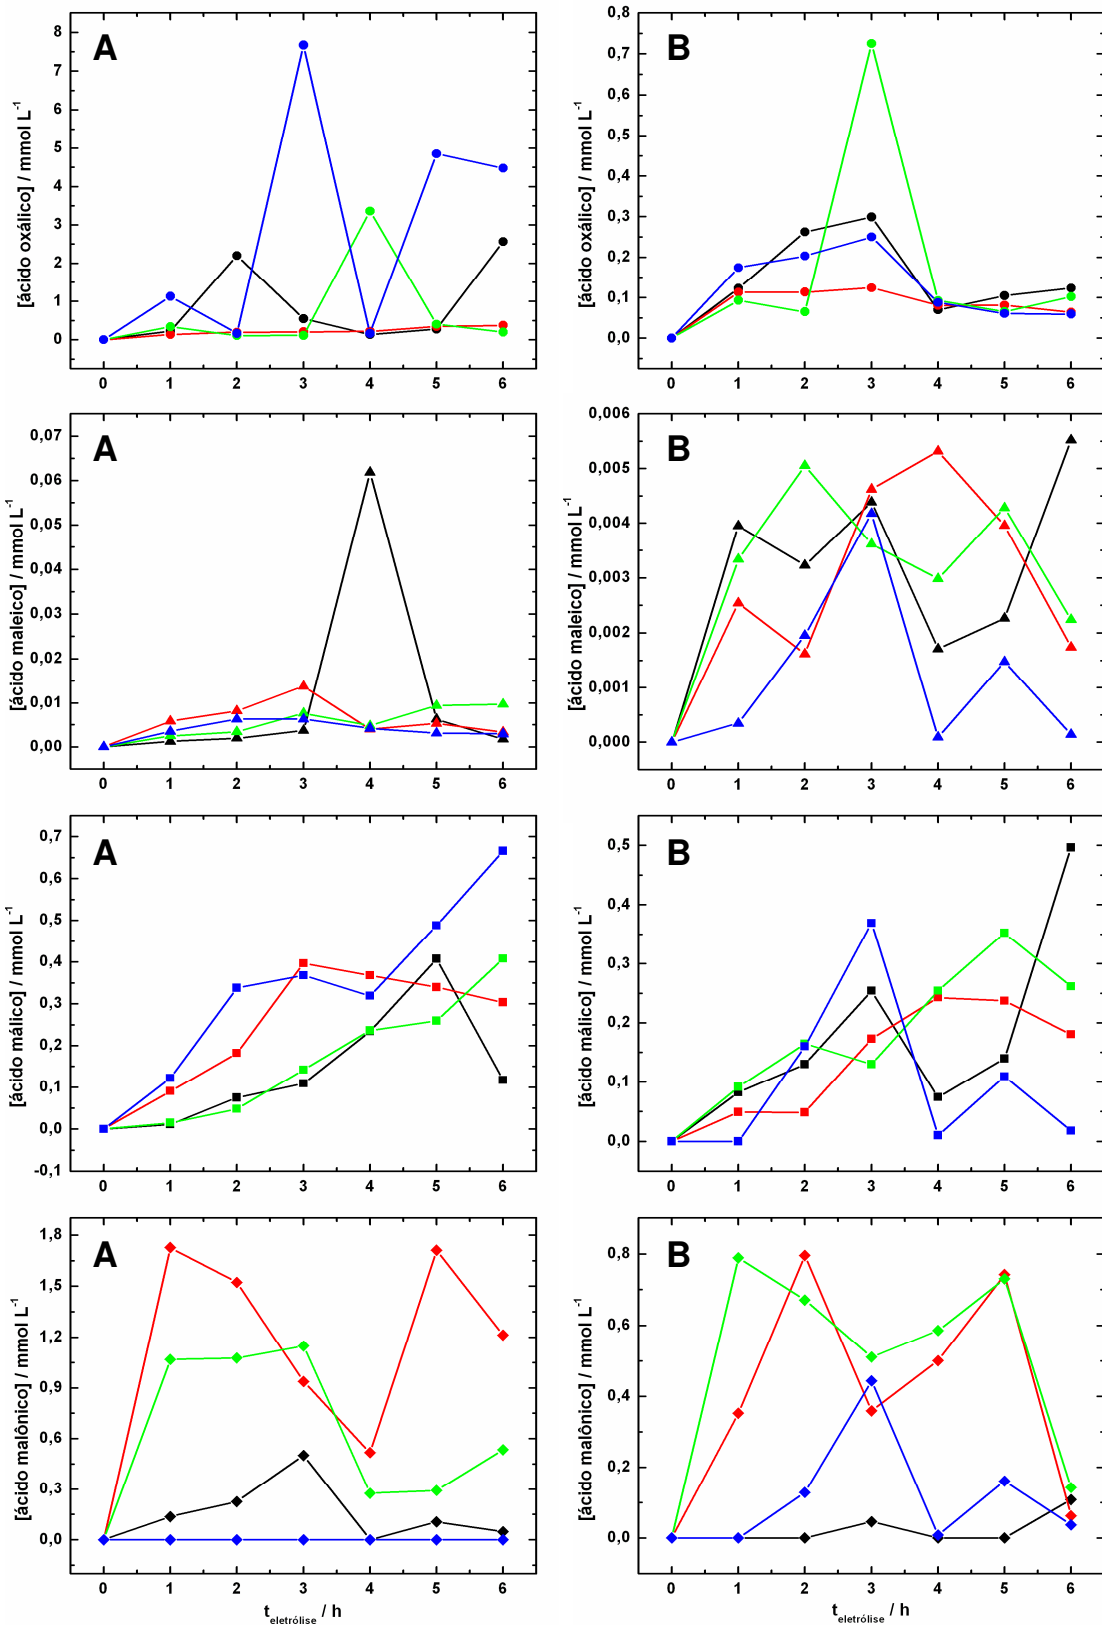 A
[ácido oxálico] / mmol L⁻¹
8
7
6
5
4
3
2
1
0
0 1 2 3 4 5 6
B
[ácido oxálico] / mmol L⁻¹
0,8
0,7
0,6
0,5
0,4
0,3
0,2
0,1
0,0
0 1 2 3 4 5 6
A
[ácido maleico] / mmol L⁻¹
0,07
0,06
0,05
0,04
0,03
0,02
0,01
0,00
0 1 2 3 4 5 6
B
[ácido maleico] / mmol L⁻¹
0,006
0,005
0,004
0,003
0,002
0,001
0,000
0 1 2 3 4 5 6
A
[ácido málico] / mmol L⁻¹
0,7
0,6
0,5
0,4
0,3
0,2
0,1
0,0
-0,1
0 1 2 3 4 5 6
B
[ácido málico] / mmol L⁻¹
0,5
0,4
0,3
0,2
0,1
0,0
0 1 2 3 4 5 6
A
[ácido malônico] / mmol L⁻¹
1,8
1,5
1,2
0,9
0,6
0,3
0,0
0 1 2 3 4 5 6
t eletrólise / h
B
[ácido malônico] / mmol L⁻¹
0,8
0,6
0,4
0,2
0,0
0 1 2 3 4 5 6
t eletrólise / h